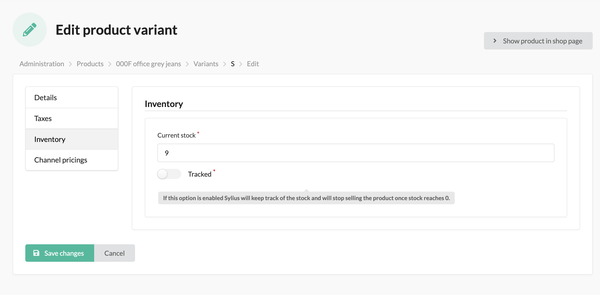 Edit product variant
Show product in shop page
Administration > Products > 000F office grey jeans > Variants > S > Edit
Details
Taxes
Inventory
Channel pricings
Inventory
Current stock *
9
Tracked *
If this option is enabled Sylius will keep track of the stock and will stop selling the product once stock reaches 0.
Save changes
Cancel